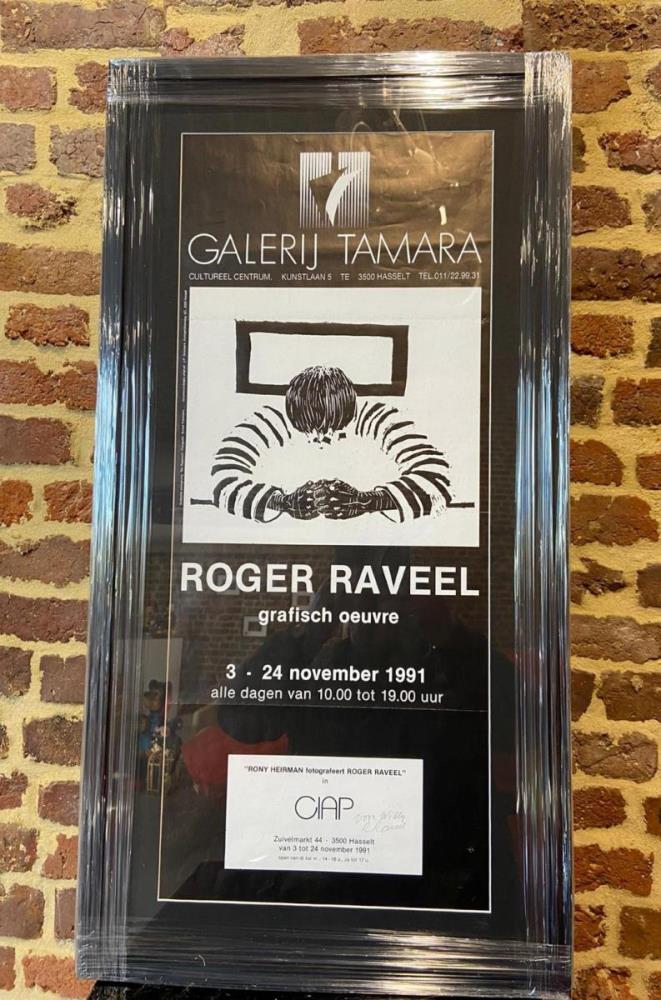 GALERIJ TAMARA
CULTUREEL CENTRUM. KUNSTLAAN 5 TE 3500 HASSELT TEL.011/22.99.31
ROGER RAVEEL
grafisch oeuvre
3 - 24 november 1991
alle dagen van 10.00 tot 19.00 uur
"RONY HEIRMAN fotografeert ROGER RAVEEL"
in
CIAP
Zuivelmarkt 44 - 3500 Hasselt
van 3 tot 24 november 1991